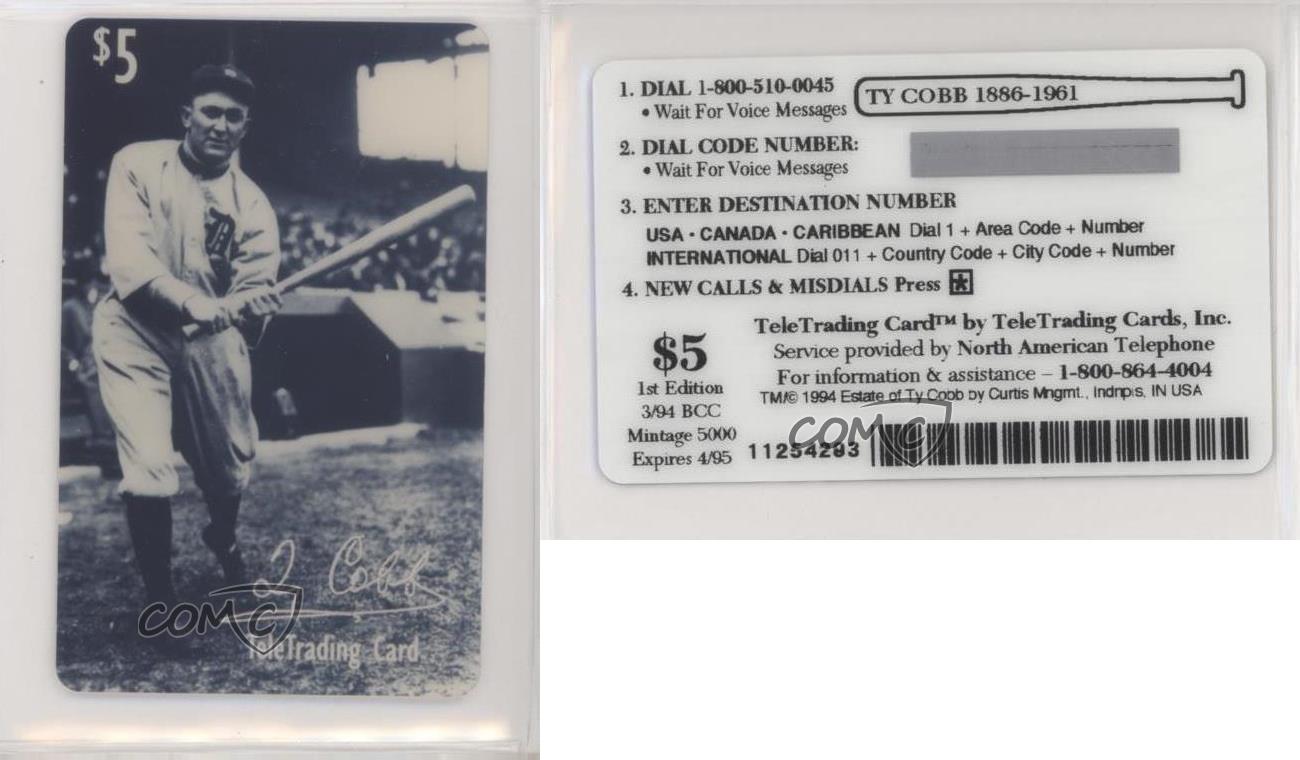 $5
D
Ty Cobb
TeleTrading Card
COMC
1. DIAL 1-800-510-0045
• Wait For Voice Messages
TY COBB 1886-1961
2. DIAL CODE NUMBER:
• Wait For Voice Messages
3. ENTER DESTINATION NUMBER
USA • CANADA • CARIBBEAN Dial 1 + Area Code + Number
INTERNATIONAL Dial 011 + Country Code + City Code + Number
4. NEW CALLS & MISDIALS Press *
$5
1st Edition
3/94 BCC
Mintage 5000
Expires 4/95
TeleTrading Card™ by TeleTrading Cards, Inc.
Service provided by North American Telephone
For information & assistance – 1-800-864-4004
TM/© 1994 Estate of Ty Cobb by Curtis Mngmt., Indnpls, IN USA
11254293
COMC